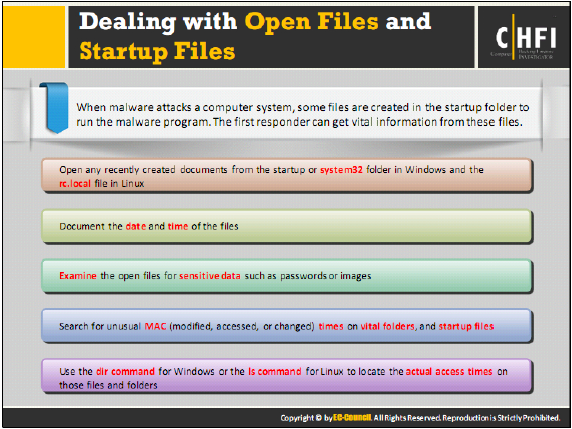 Dealing with Open Files and
Startup Files
CHFI
Computer
Hacking Forensic
INVESTIGATOR
When malware attacks a computer system, some files are created in the startup folder to
run the malware program. The first responder can get vital information from these files.
Open any recently created documents from the startup or system32 folder in Windows and the
rc.local file in Linux
Document the date and time of the files
Examine the open files for sensitive data such as passwords or images
Search for unusual MAC (modified, accessed, or changed) times on vital folders, and startup files
Use the dir command for Windows or the ls command for Linux to locate the actual access times on
those files and folders
Copyright © by EC-Council. All Rights Reserved. Reproduction is Strictly Prohibited.